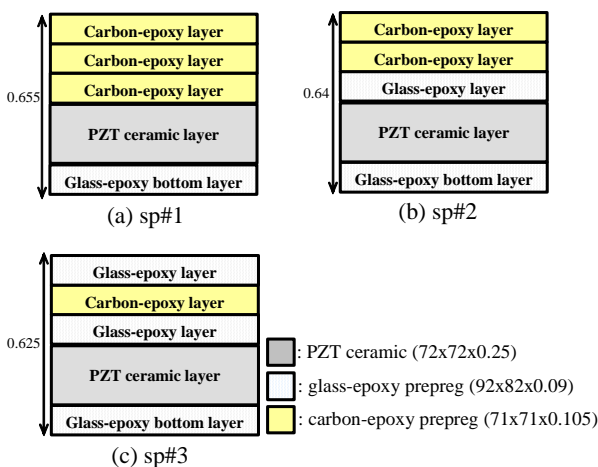 Carbon-epoxy layer
Carbon-epoxy layer
Carbon-epoxy layer
0.655
PZT ceramic layer
Glass-epoxy bottom layer
(a) sp#1
Carbon-epoxy layer
Carbon-epoxy layer
Glass-epoxy layer
0.64
PZT ceramic layer
Glass-epoxy bottom layer
(b) sp#2
Glass-epoxy layer
Carbon-epoxy layer
Glass-epoxy layer
0.625
PZT ceramic layer
Glass-epoxy bottom layer
(c) sp#3
: PZT ceramic (72x72x0.25)
: glass-epoxy prepreg (92x82x0.09)
: carbon-epoxy prepreg (71x71x0.105)